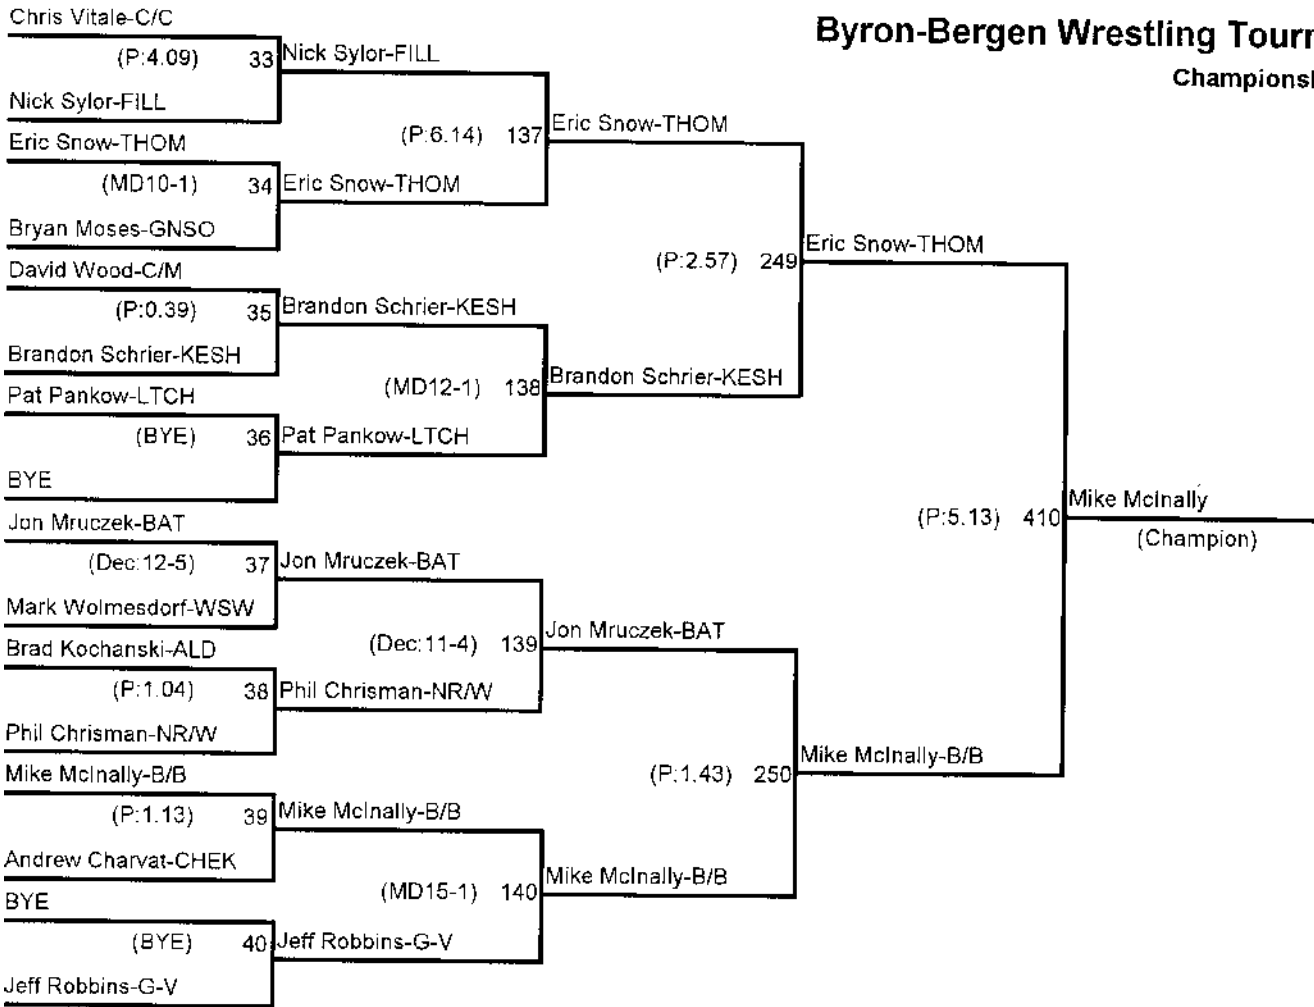 Byron-Bergen Wrestling Tourn
Championsh
Chris Vitale-C/C
(P:4.09) 33 Nick Sylor-FILL
Nick Sylor-FILL
(P:6.14) 137 Eric Snow-THOM
Eric Snow-THOM
(MD10-1) 34 Eric Snow-THOM
Bryan Moses-GNSO
(P:2.57) 249 Eric Snow-THOM
David Wood-C/M
(P:0.39) 35 Brandon Schrier-KESH
Brandon Schrier-KESH
(MD12-1) 138 Brandon Schrier-KESH
Pat Pankow-LTCH
(BYE) 36 Pat Pankow-LTCH
BYE
(P:5.13) 410 Mike McInally
(Champion)
Jon Mruczek-BAT
(Dec:12-5) 37 Jon Mruczek-BAT
Mark Wolmesdorf-WSW
(Dec:11-4) 139 Jon Mruczek-BAT
Brad Kochanski-ALD
(P:1.04) 38 Phil Chrisman-NR/W
Phil Chrisman-NR/W
(P:1.43) 250 Mike McInally-B/B
Mike McInally-B/B
(P:1.13) 39 Mike McInally-B/B
Andrew Charvat-CHEK
(MD15-1) 140 Mike McInally-B/B
BYE
(BYE) 40 Jeff Robbins-G-V
Jeff Robbins-G-V